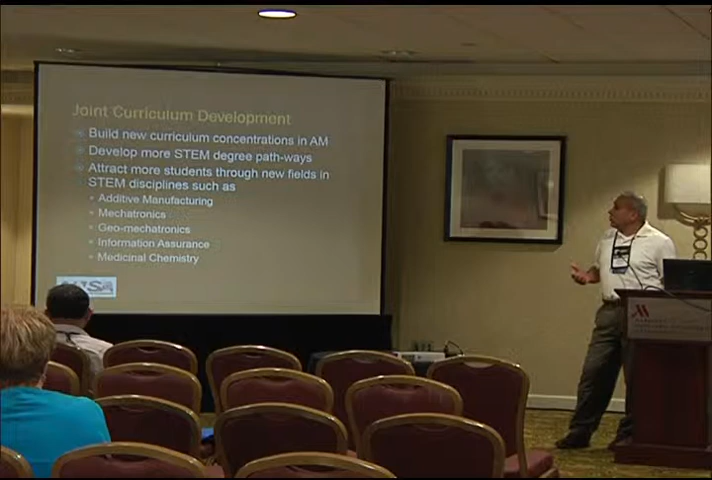 Joint Curriculum Development
Build new curriculum concentrations in AM
Develop more STEM degree path-ways
Attract more students through new fields in
STEM disciplines such as
• Additive Manufacturing
• Mechatronics
• Geo-mechatronics
• Information Assurance
• Medicinal Chemistry